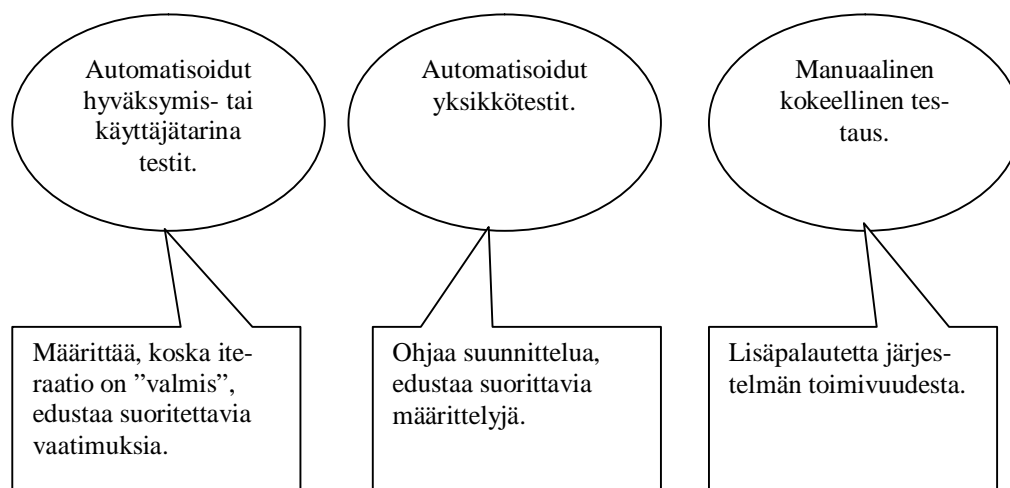 Automatisoidut
hyväksymis- tai
käyttäjätarina
testit.
Automatisoidut
yksikkötestit.
Manuaalinen
kokeellinen tes-
taus.
Määrittää, koska ite-
raatio on ”valmis”,
edustaa suoritettavia
vaatimuksia.
Ohjaa suunnittelua,
edustaa suorittavia
määrittelyjä.
Lisäpalautetta järjes-
telmän toimivuudesta.